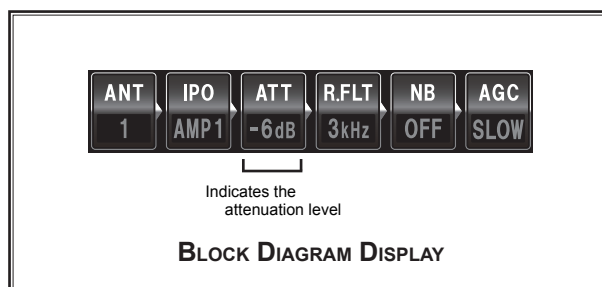 ANT IPO ATT R.FLT NB AGC
1 AMP1 -6dB 3kHz OFF SLOW
Indicates the
attenuation level
BLOCK DIAGRAM DISPLAY